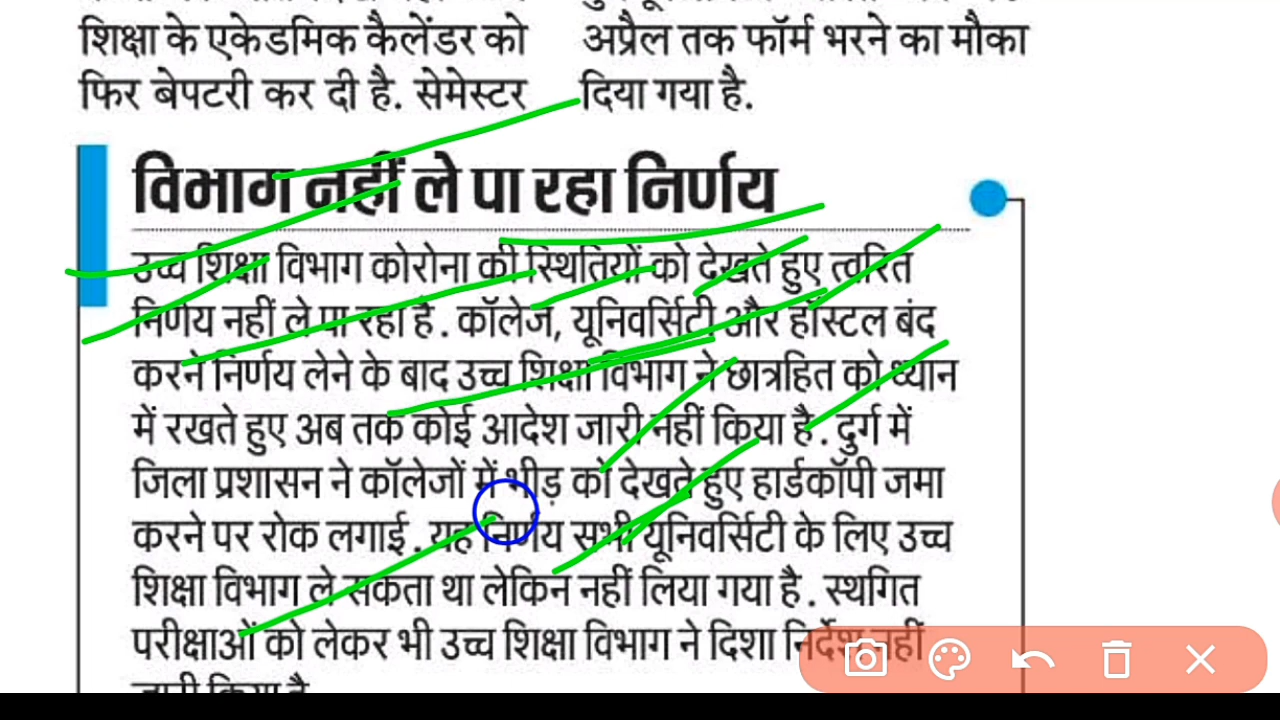 शिक्षा के एकेडमिक कैलेंडर को
फिर बेपटरी कर दी है. सेमेस्टर
अप्रैल तक फॉर्म भरने का मौका
दिया गया है.
विभाग नहीं ले पा रहा निर्णय
उच्च शिक्षा विभाग कोरोना की स्थितियों को देखते हुए त्वरित
निर्णय नहीं ले पा रहा है. कॉलेज, यूनिवर्सिटी और हॉस्टल बंद
करने निर्णय लेने के बाद उच्च शिक्षा विभाग ने छात्रहित को ध्यान
में रखते हुए अब तक कोई आदेश जारी नहीं किया है. दुर्ग में
जिला प्रशासन ने कॉलेजों में भीड़ को देखते हुए हार्डकॉपी जमा
करने पर रोक लगाई. यह निर्णय सभी यूनिवर्सिटी के लिए उच्च
शिक्षा विभाग ले सकता था लेकिन नहीं लिया गया है. स्थगित
परीक्षाओं को लेकर भी उच्च शिक्षा विभाग ने दिशा निर्देश नहीं
जारी किया है